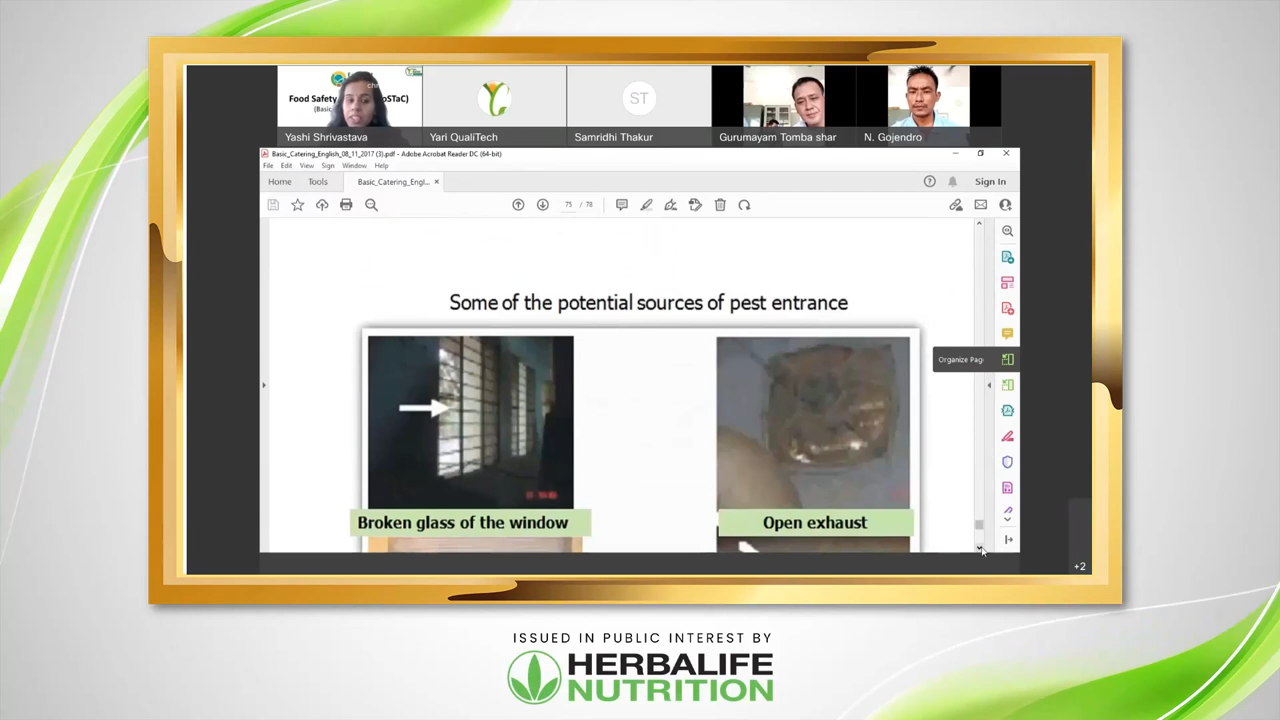 Food Safety
oSTaC)
(Basic
Yashi Shrivastava
Yari QualiTech
ST
Samridhi Thakur
Gurumayam Tomba shar
N. Gojendro
Basic_Catering_English_08_11_2017 (3).pdf - Adobe Acrobat Reader DC (64-bit)
File Edit View Sign Window Help
Home Tools Basic_Catering_Engl... Sign In
75 / 78
Some of the potential sources of pest entrance
Organize Pag
Broken glass of the window
Open exhaust
+2
ISSUED IN PUBLIC INTEREST BY
HERBALIFE
NUTRITION